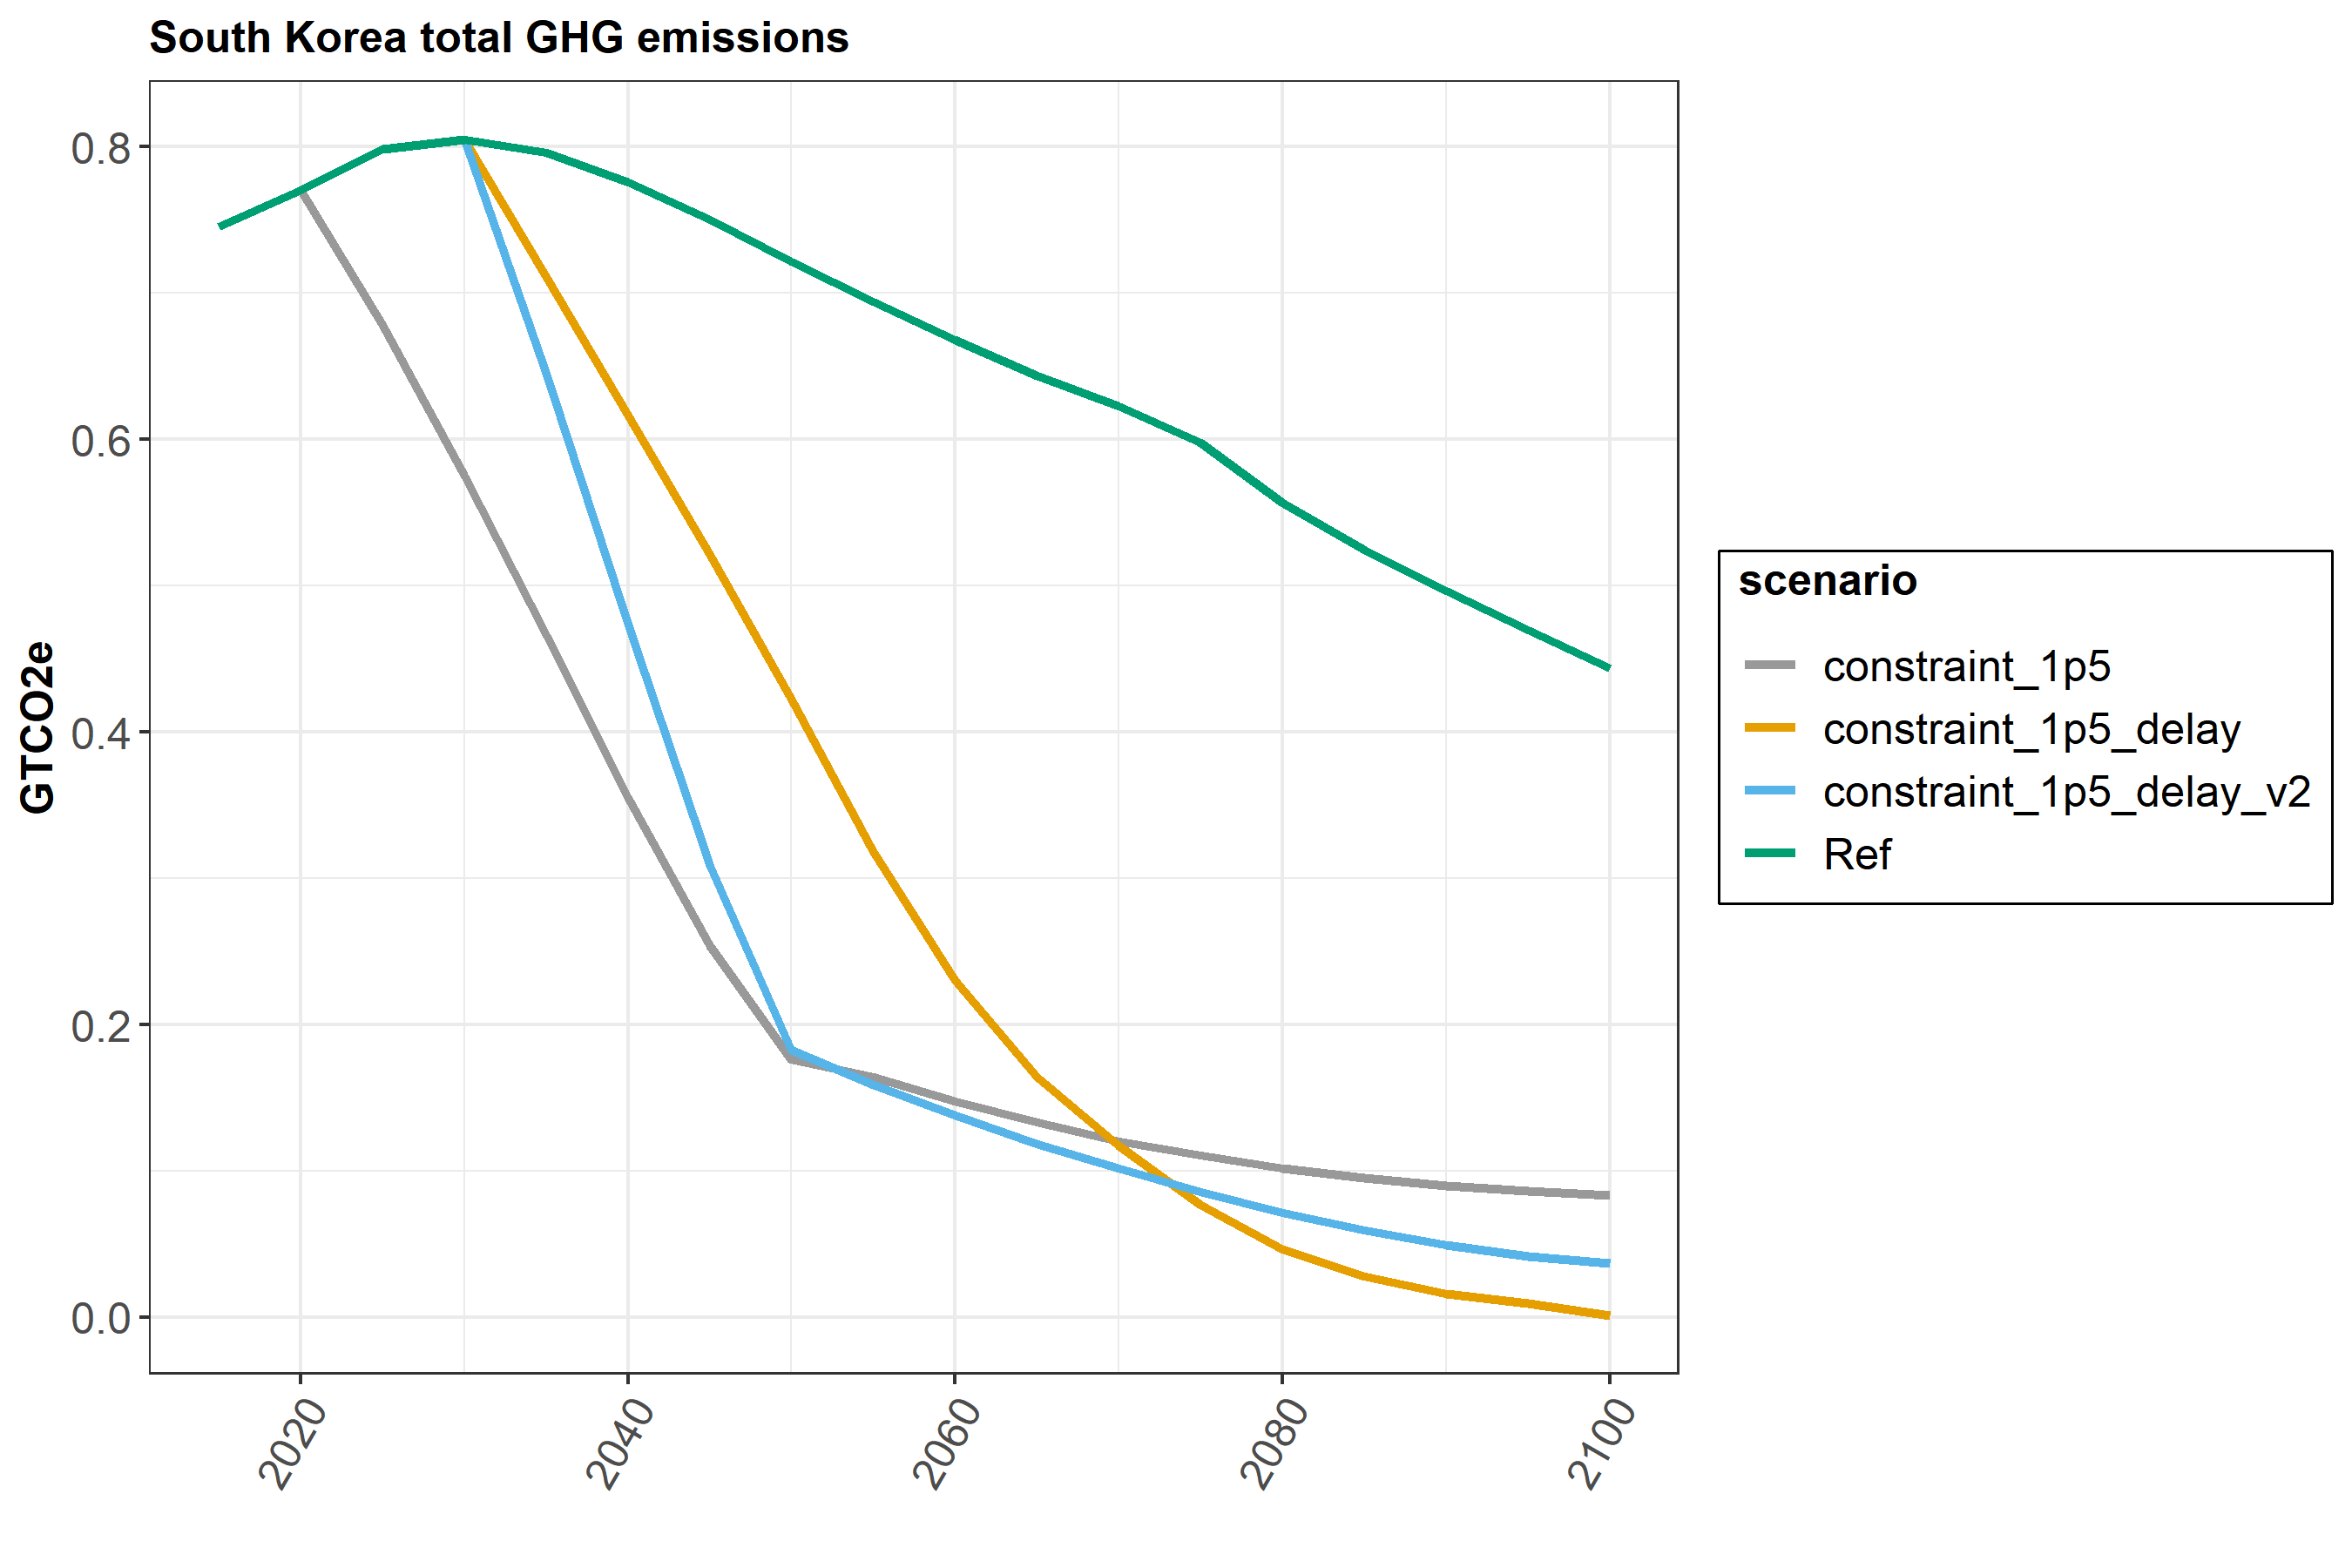 South Korea total GHG emissions
GTCO2e
0.8
0.6
0.4
0.2
0.0
2020
2040
2060
2080
2100
scenario
constraint_1p5
constraint_1p5_delay
constraint_1p5_delay_v2
Ref